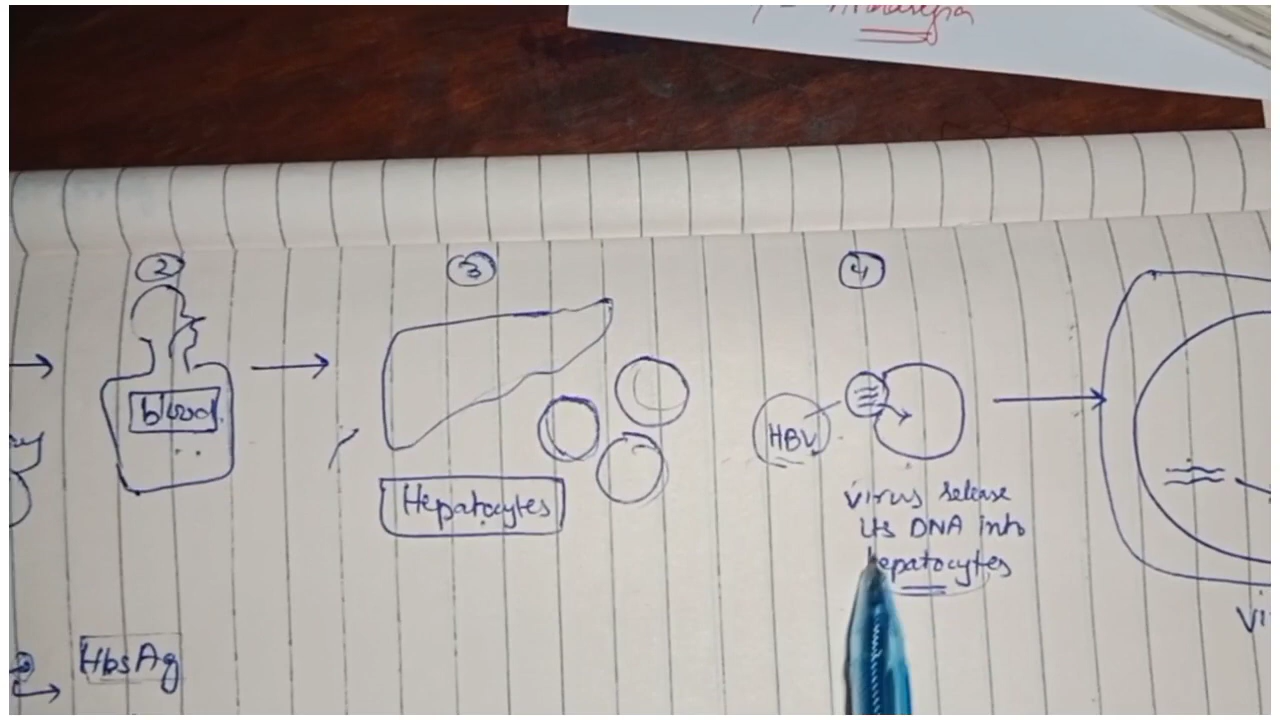 2
3
4
blood
HBV
Hepatocytes
virus release
its DNA into
hepatocytes
HbsAg